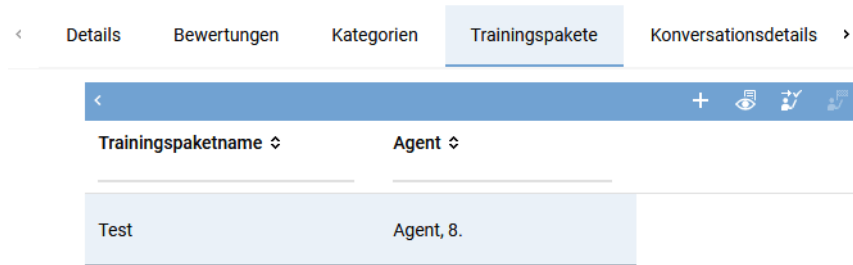 Details Bewertungen Kategorien Trainingspakete Konversationsdetails
Trainingspaketname Agent
Test Agent, 8.